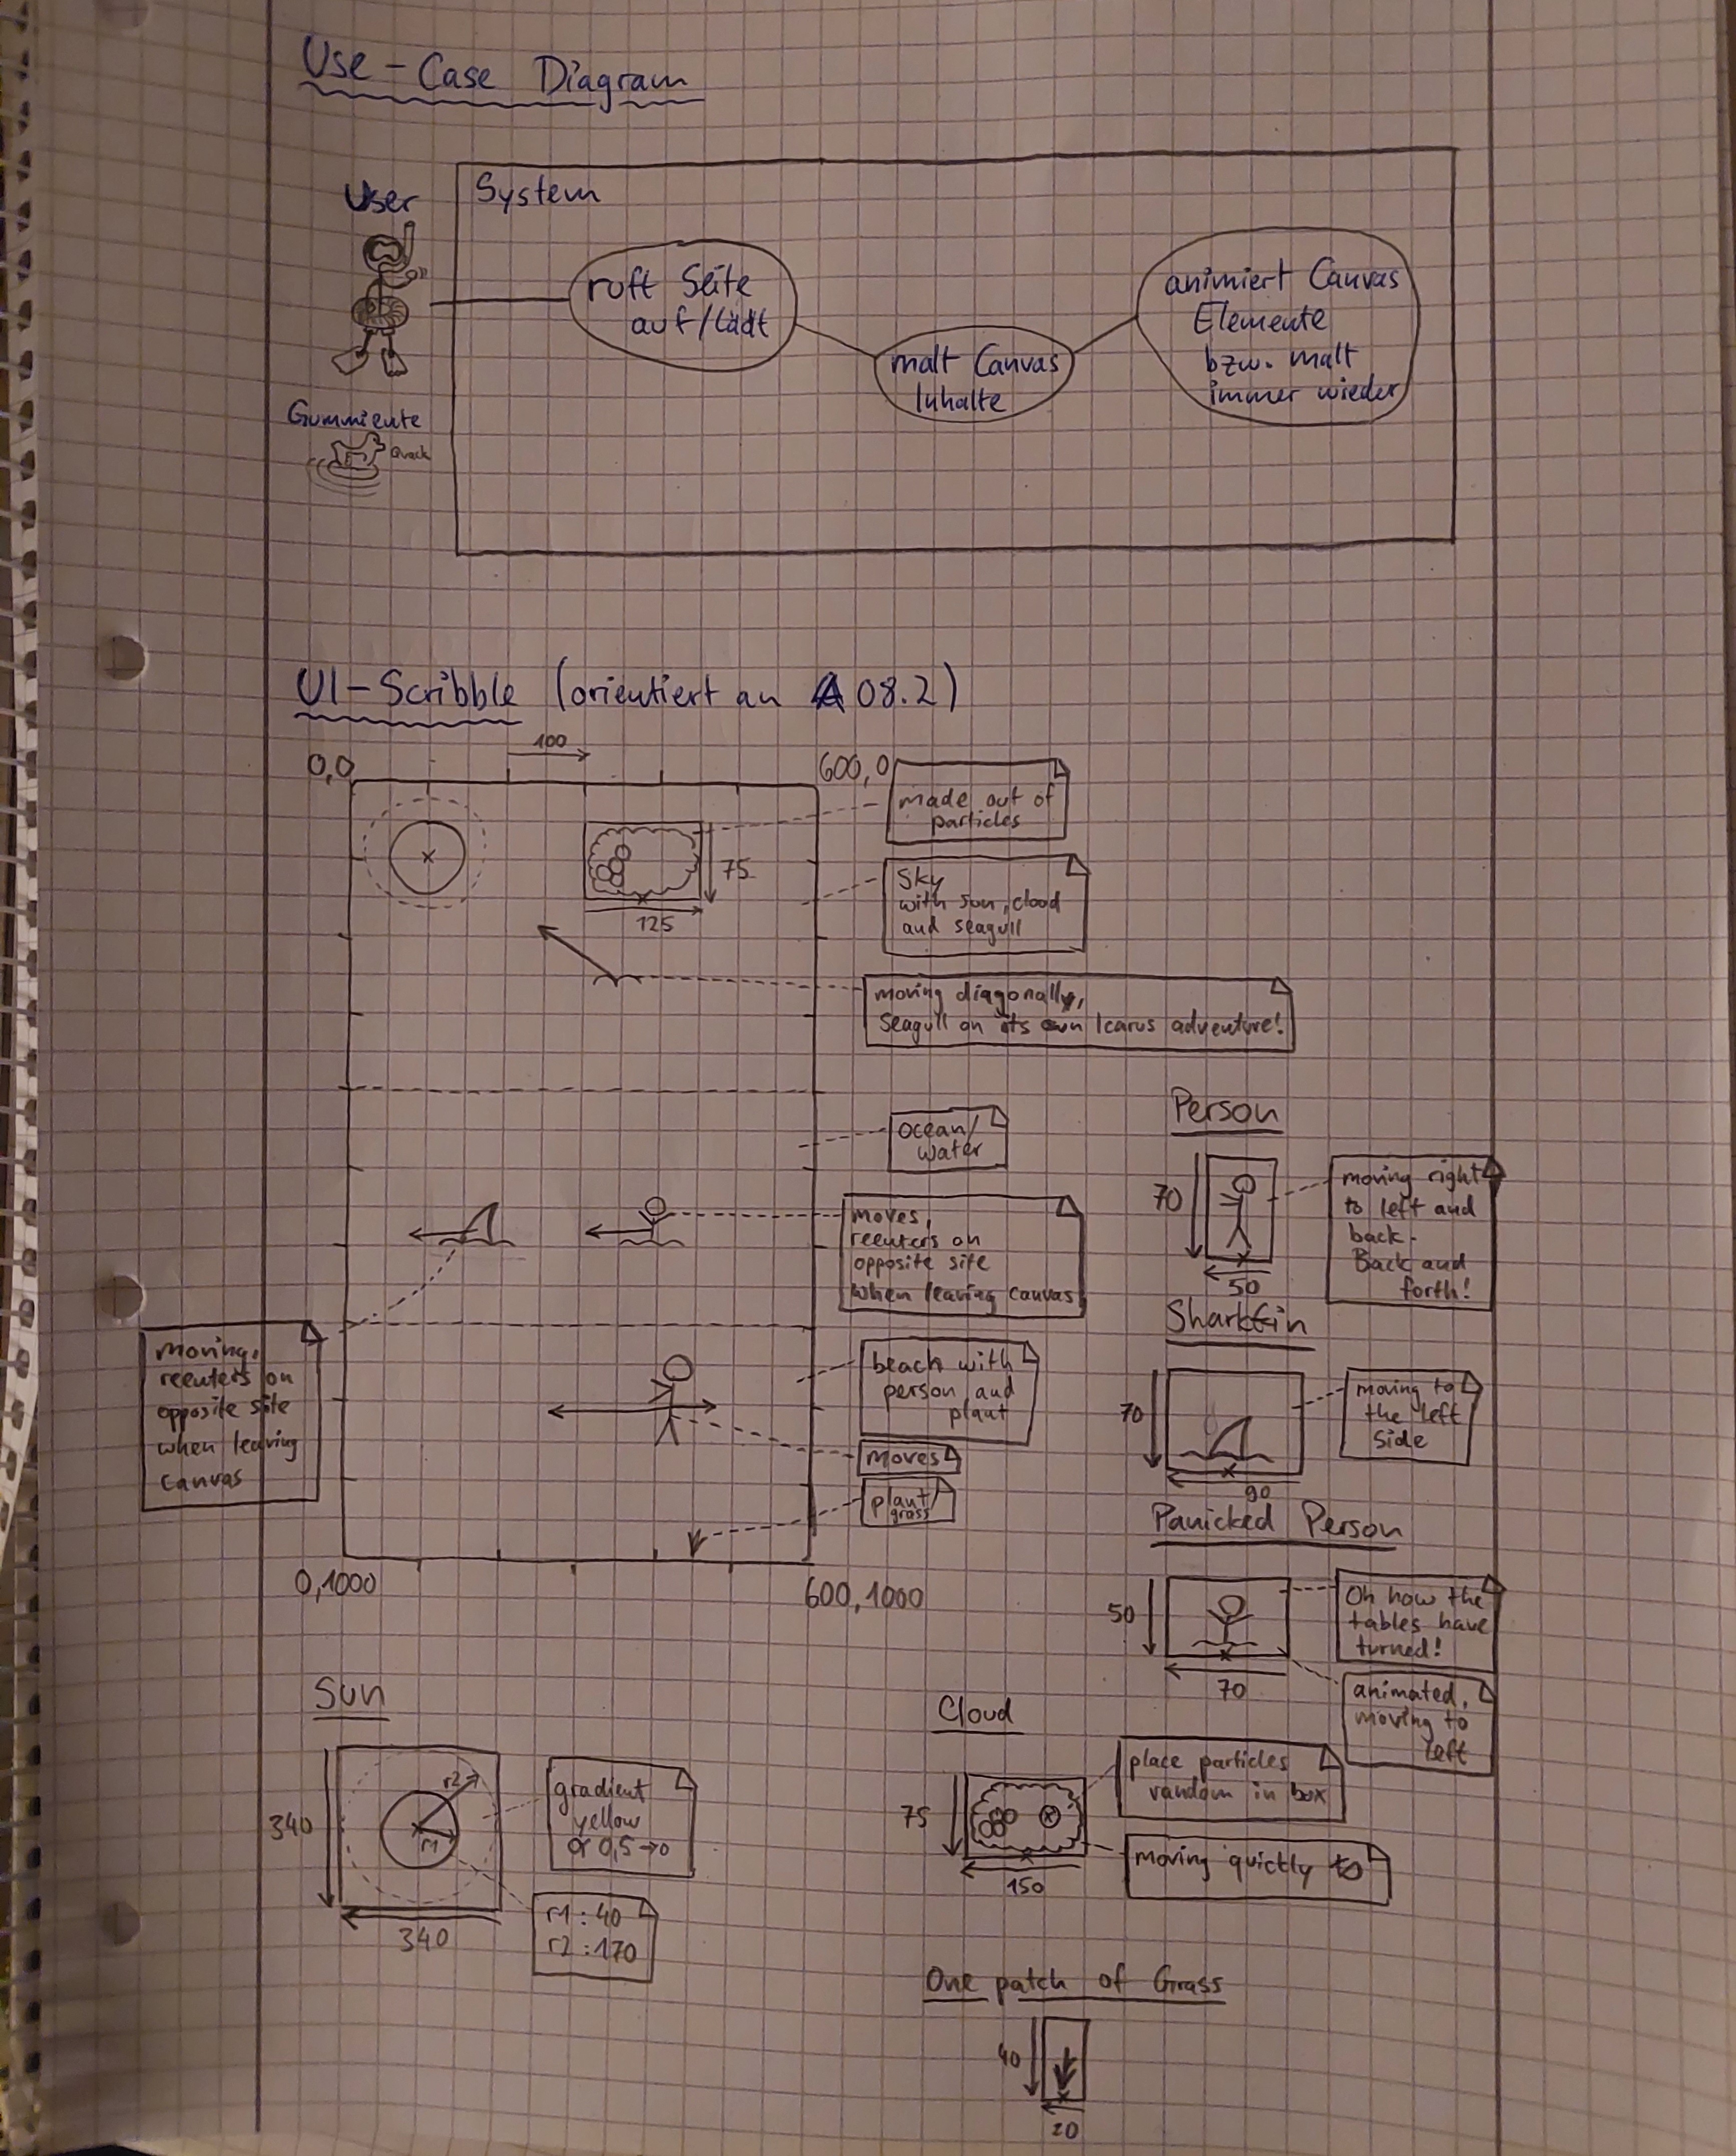 Use-Case Diagram
User
System
ruft Seite
auf/lädt
malt Canvas
Inhalte
animiert Canvas
Elemente
bzw. malt
immer wieder
Gummiente
Quack
UI-Scribble (orientiert an A 08.2)
100
0,0
600,0
made out of
particles
75
125
Sky
with sun, cloud
and seagull
moving diagonally,
Seagull on its own Icarus adventure!
ocean/
water
moves,
reenters on
opposite site
when leaving canvas
moving,
reenters on
opposite site
when leaving
canvas
beach with
person and
plant
moves
plant/
grass
0,1000
600,1000
Person
70
50
moving right
to left and
back.
Back and
forth!
Sharkfin
70
90
moving to
the left
side
Panicked Person
50
70
Oh how the
tables have
turned!
animated,
moving to
left
Sun
340
340
r2
r1
gradient
yellow
α 0,5→0
r1 : 40
r2 : 170
Cloud
75
150
place particles
random in box
moving quickly to
One patch of Grass
40
20